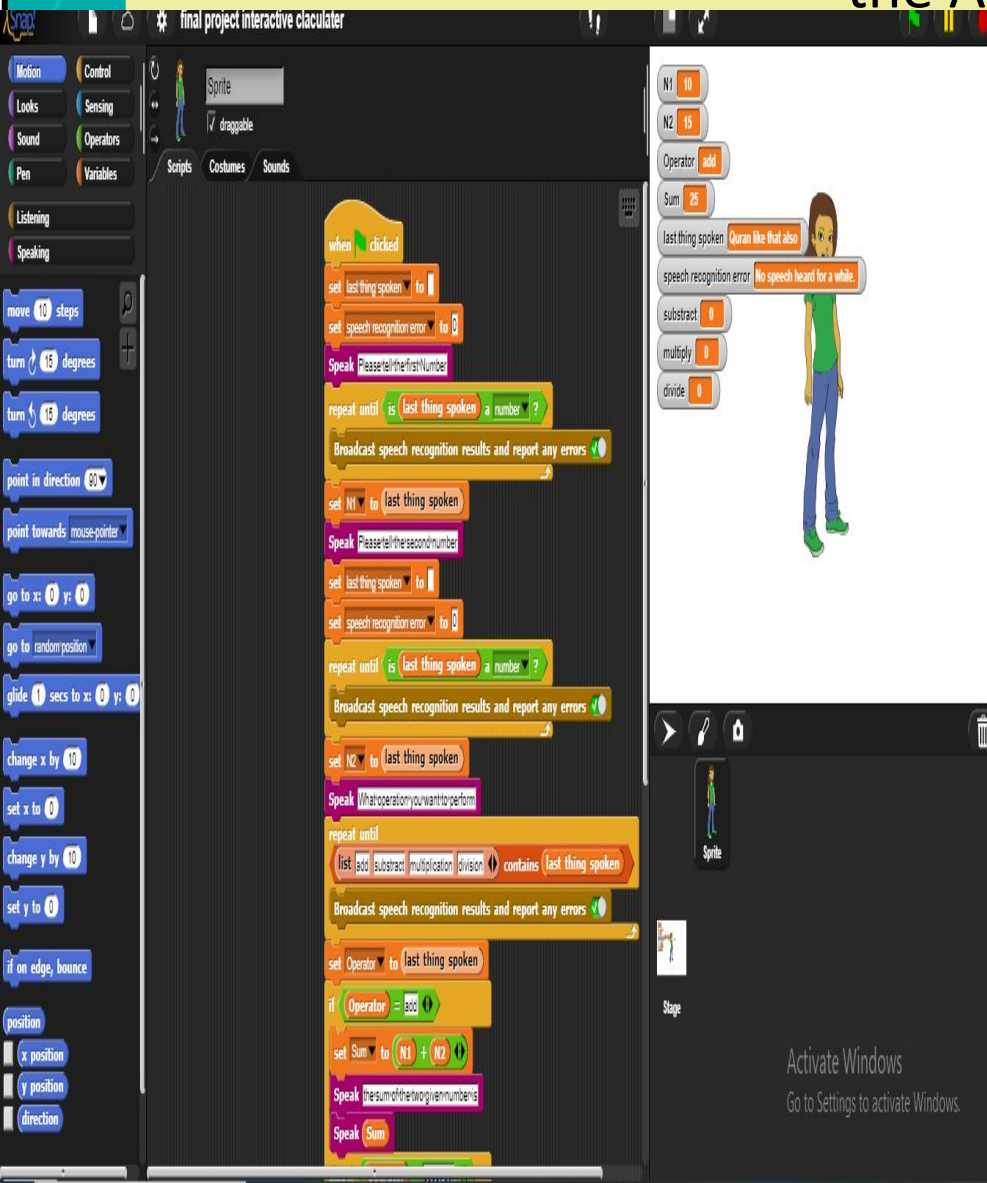 the A
Snap!
final project interactive claculater
Motion Control
Looks Sensing
Sound Operators
Pen Variables
Listening
Speaking
move 10 steps
turn 15 degrees
turn 15 degrees
point in direction 90
point towards mouse-pointer
go to x: 0 y: 0
go to random position
glide 1 secs to x: 0 y: 0
change x by 10
set x to 0
change y by 10
set y to 0
if on edge, bounce
position
x position
y position
direction
Sprite
draggable
Scripts Costumes Sounds
when clicked
set last thing spoken to
set speech recognition error to 0
Speak Please tell the first Number
repeat until is last thing spoken a number ?
Broadcast speech recognition results and report any errors
set N1 to last thing spoken
Speak Please tell the second number
set last thing spoken to
set speech recognition error to 0
repeat until is last thing spoken a number ?
Broadcast speech recognition results and report any errors
set N2 to last thing spoken
Speak What operation you want to perform
repeat until
list add substract multiplication division contains last thing spoken
Broadcast speech recognition results and report any errors
set Operator to last thing spoken
if Operator = add
set Sum to N1 + N2
Speak the sum of the two given number is
Speak Sum
N1 10
N2 15
Operator add
Sum 25
last thing spoken Quran like that also
speech recognition error No speech heard for a while.
substract 0
multiply 0
divide 0
Sprite
Stage
Activate Windows
Go to Settings to activate Windows.